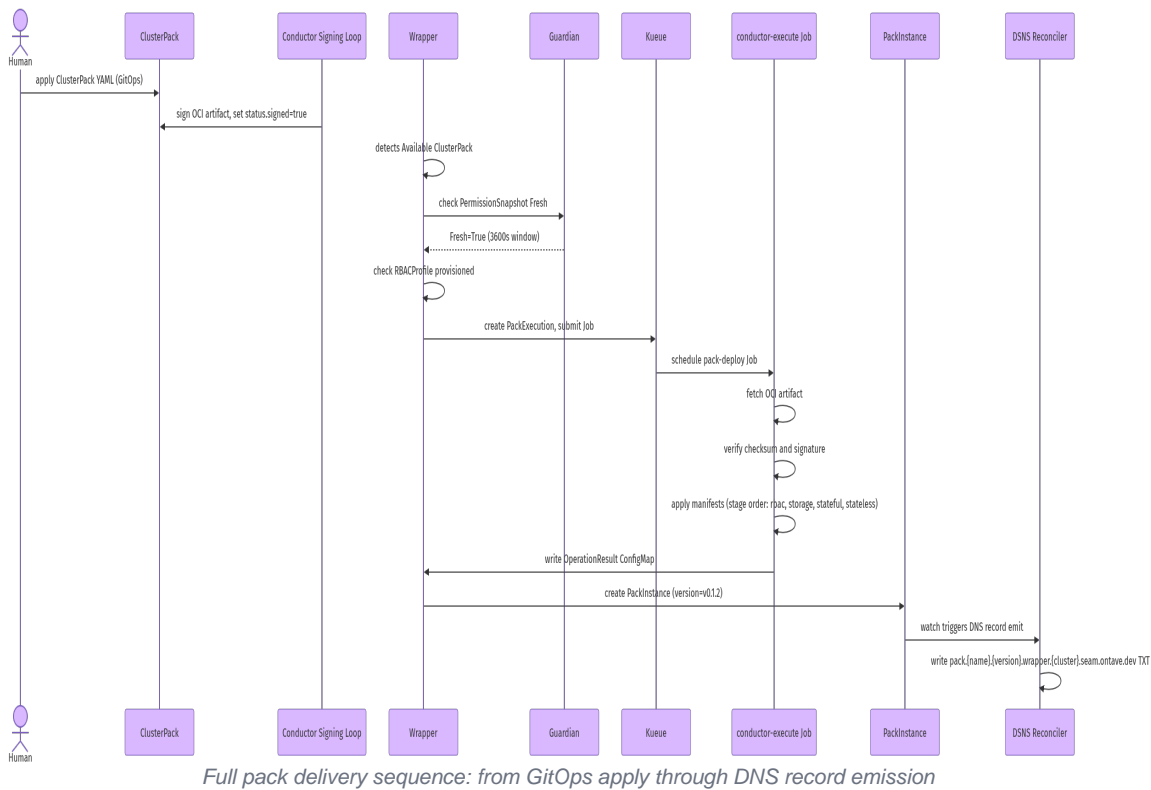 Human
ClusterPack
Conductor Signing Loop
Wrapper
Guardian
Kueue
conductor-execute Job
PackInstance
DSNS Reconciler
apply ClusterPack YAML (GitOps)
sign OCI artifact, set status.signed=true
detects Available ClusterPack
check PermissionSnapshot Fresh
Fresh=True (3600s window)
check RBACProfile provisioned
create PackExecution, submit Job
schedule pack-deploy Job
fetch OCI artifact
verify checksum and signature
apply manifests (stage order: rbac, storage, stateful, stateless)
write OperationResult ConfigMap
create PackInstance (version=v0.1.2)
watch triggers DNS record emit
write pack.{name}.{version}.wrapper.{cluster}.seam.ontave.dev TXT
Human
ClusterPack
Conductor Signing Loop
Wrapper
Guardian
Kueue
conductor-execute Job
PackInstance
DSNS Reconciler
Full pack delivery sequence: from GitOps apply through DNS record emission